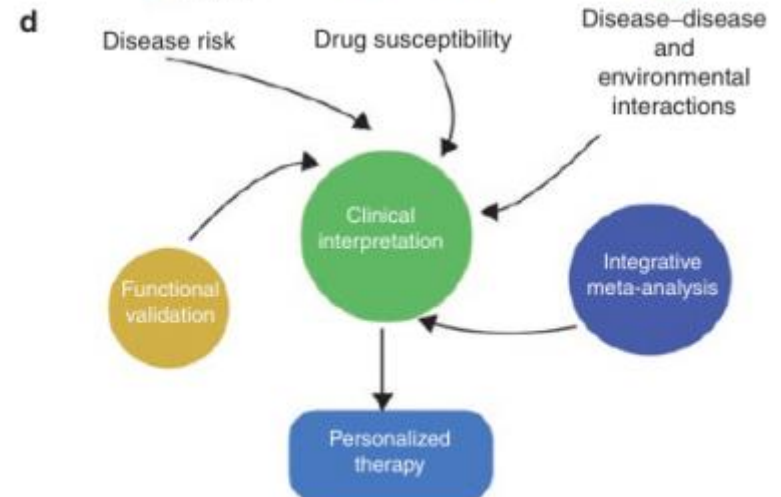 d
Disease risk
Drug susceptibility
Disease–disease
and
environmental
interactions
Clinical
interpretation
Functional
validation
Integrative
meta-analysis
Personalized
therapy